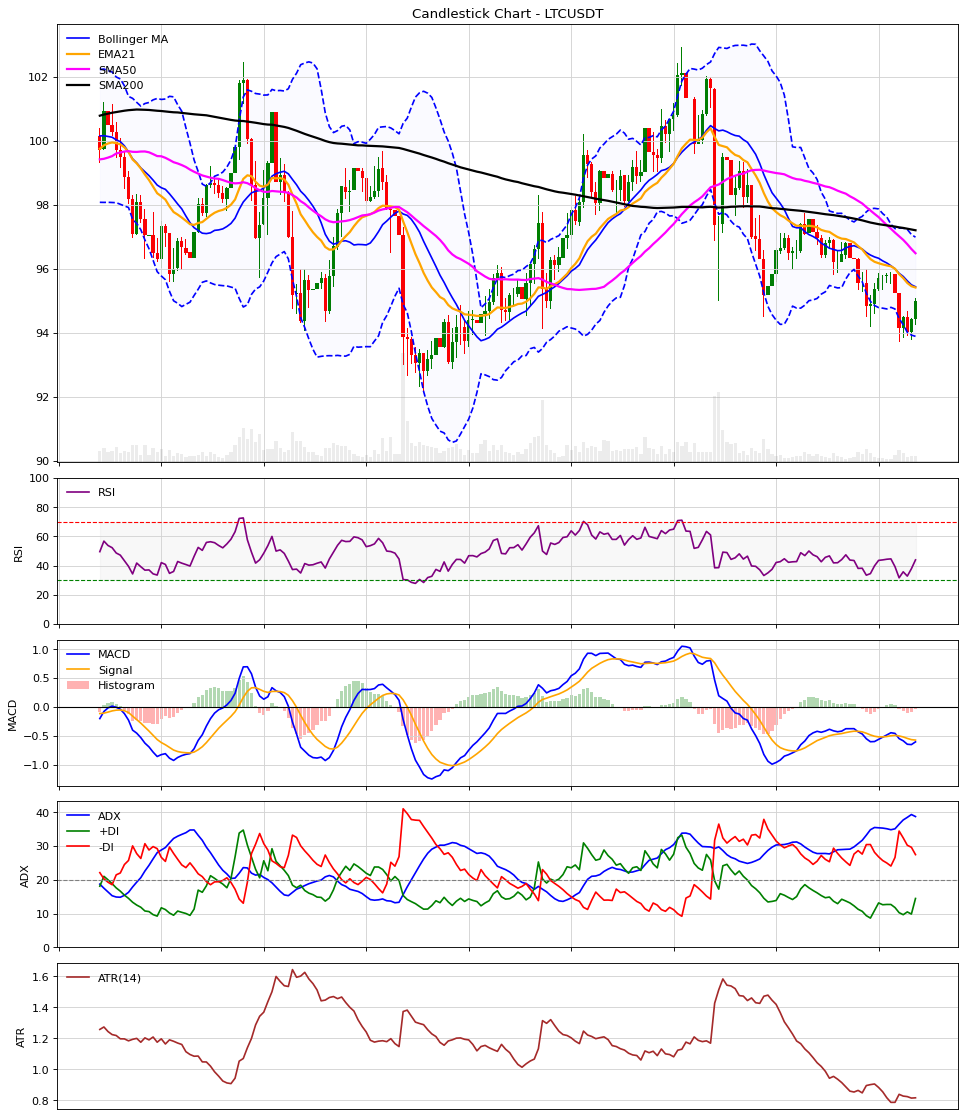 Candlestick Chart - LTCUSDT
Bollinger MA
EMA21
SMA50
SMA200
102
100
98
96
94
92
90
RSI
100
80
60
40
20
0
RSI
MACD
Signal
Histogram
1.0
0.5
0.0
−0.5
−1.0
MACD
ADX
+DI
-DI
40
30
20
10
0
ADX
ATR(14)
1.6
1.4
1.2
1.0
0.8
ATR